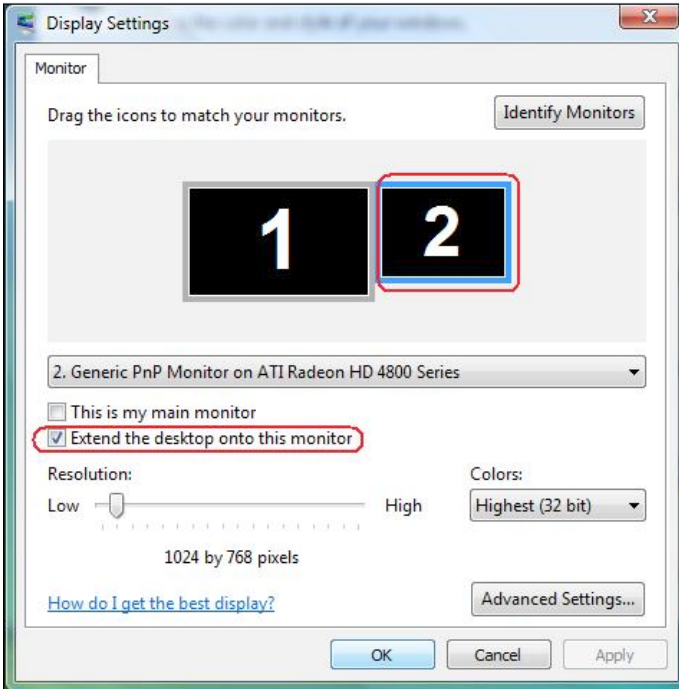 Display Settings
Monitor
Drag the icons to match your monitors.
Identify Monitors
1
2
2. Generic PnP Monitor on ATI Radeon HD 4800 Series
This is my main monitor
Extend the desktop onto this monitor
Resolution:
Colors:
Low
High
Highest (32 bit)
1024 by 768 pixels
How do I get the best display?
Advanced Settings...
OK
Cancel
Apply